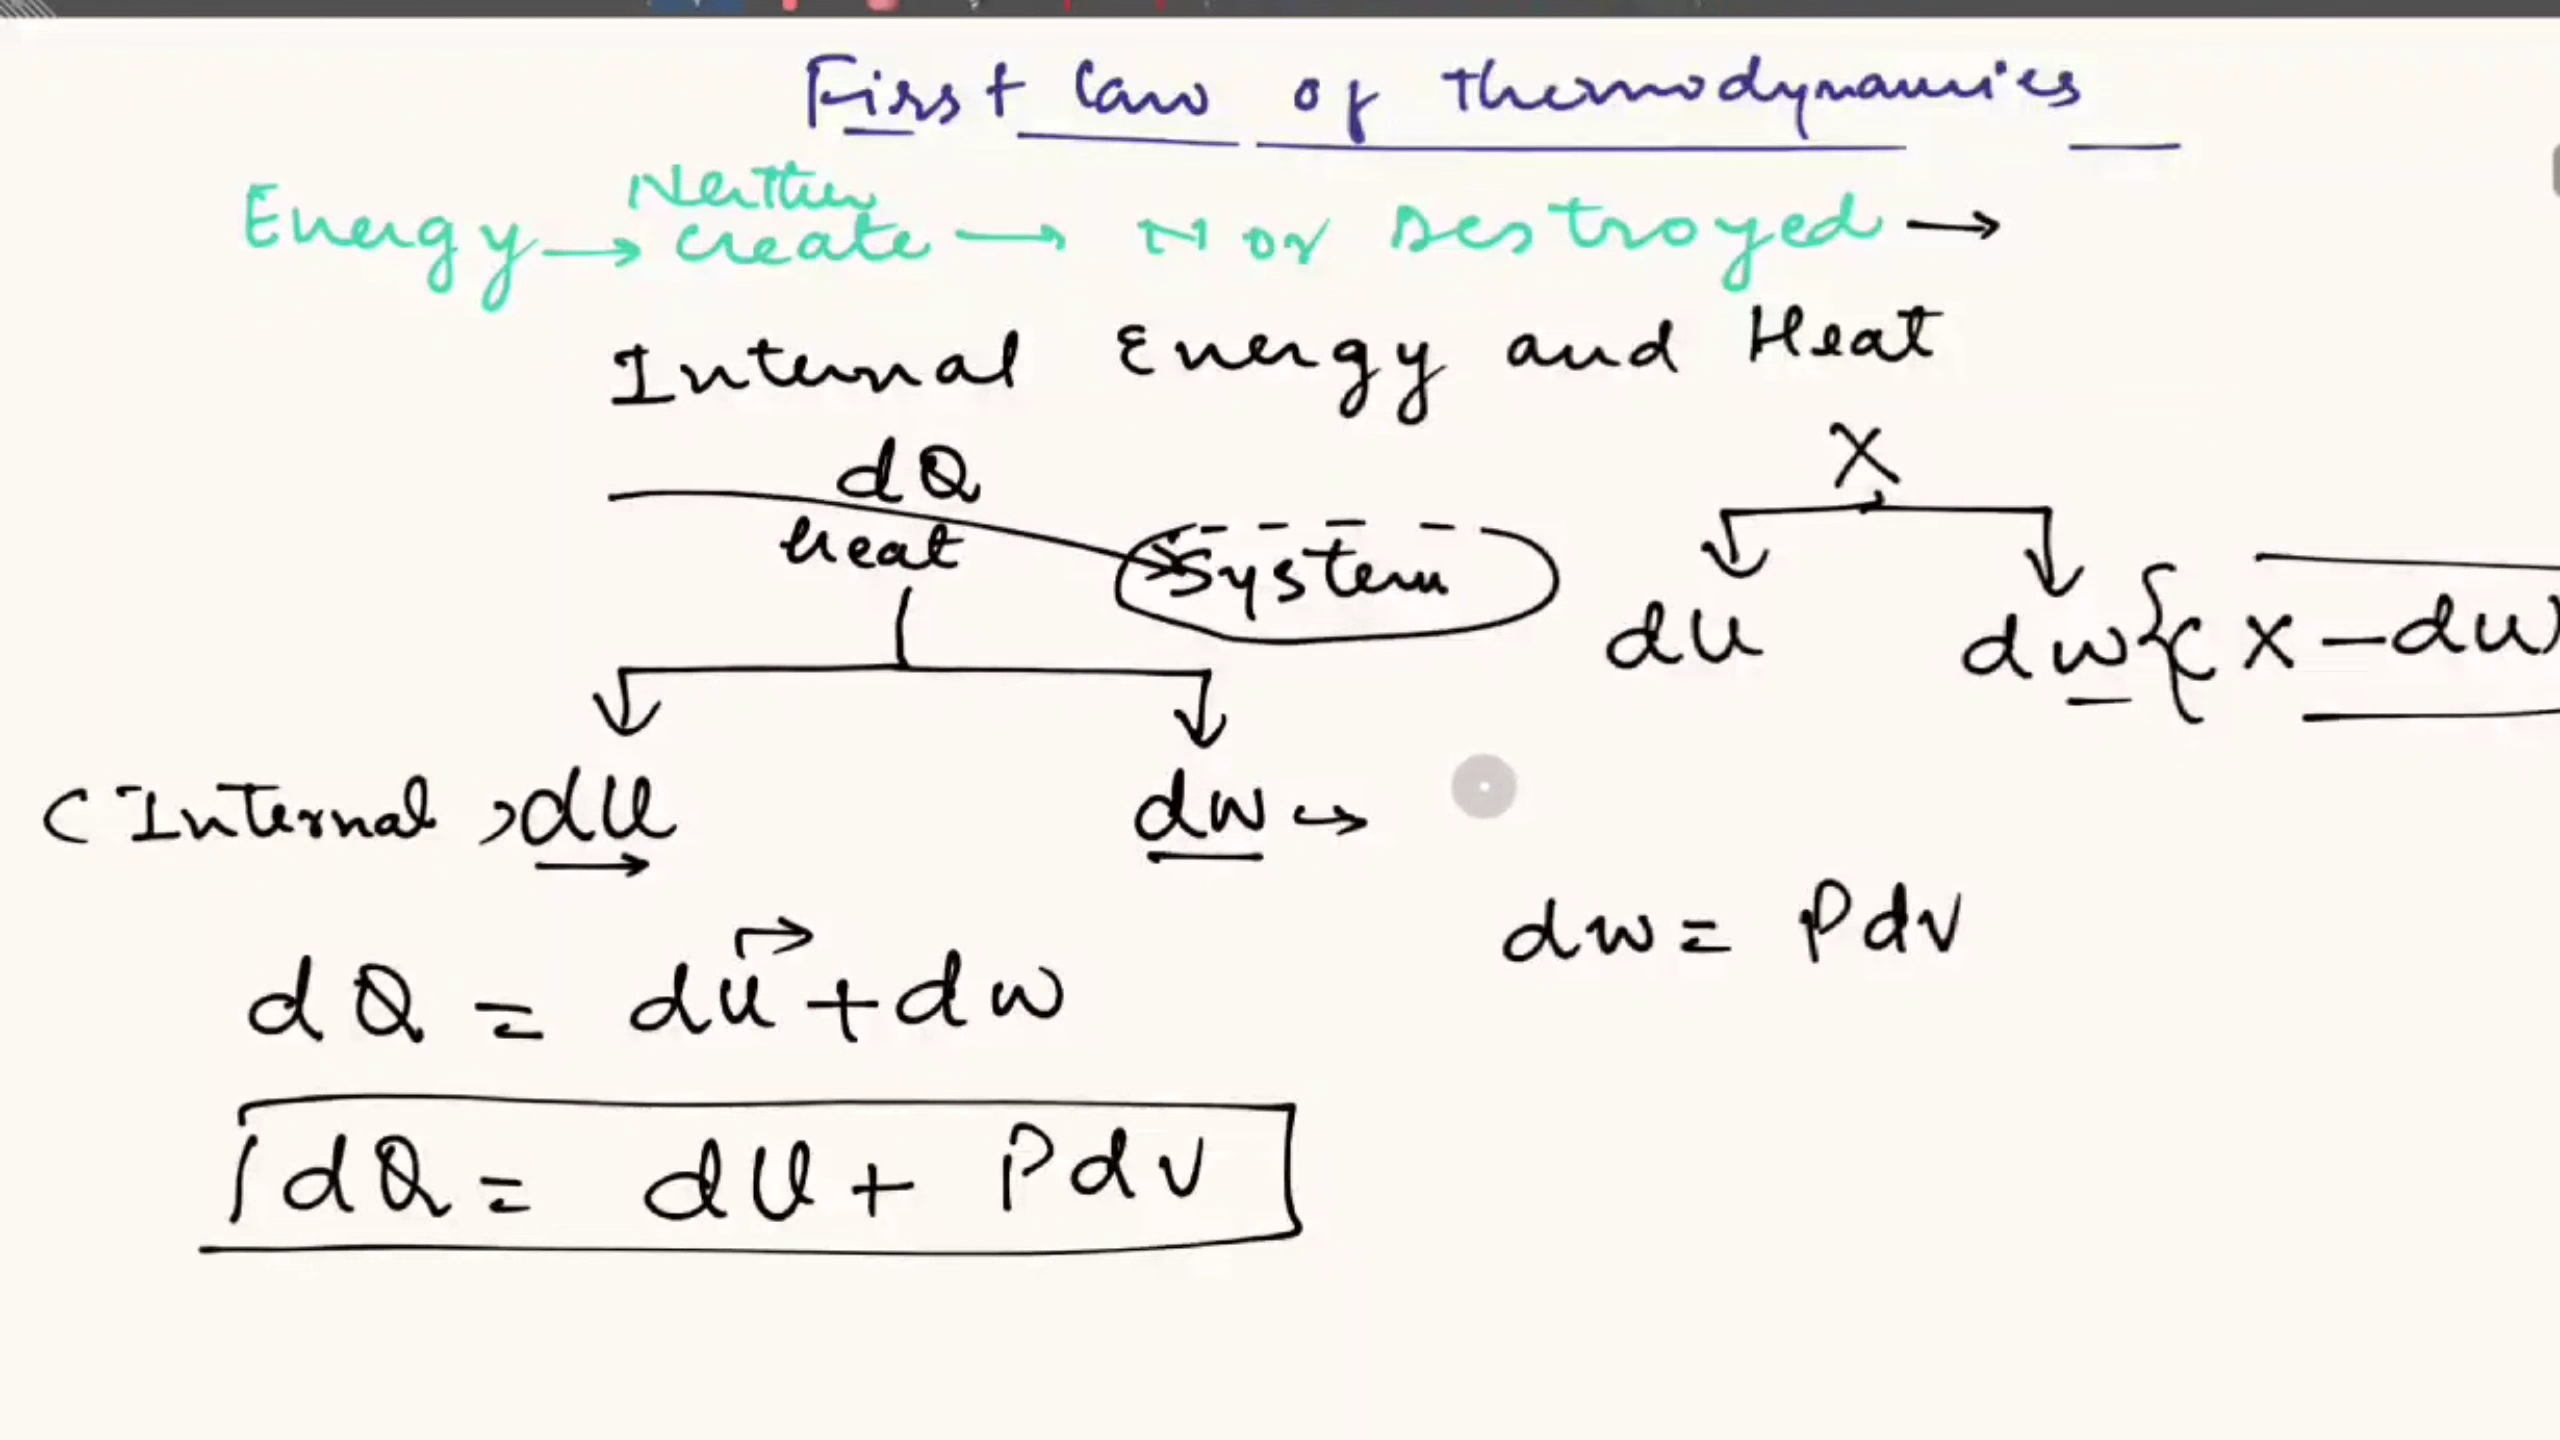 First Law of Thermodynamics
Neither
Energy → create → Nor Destroyed →
Internal Energy and Heat
dQ
heat
System
X
dU
dw { ( X - du)
(Internal) dU
dw →
dw = Pdv
dQ = du + dw
dQ = dU + Pdv